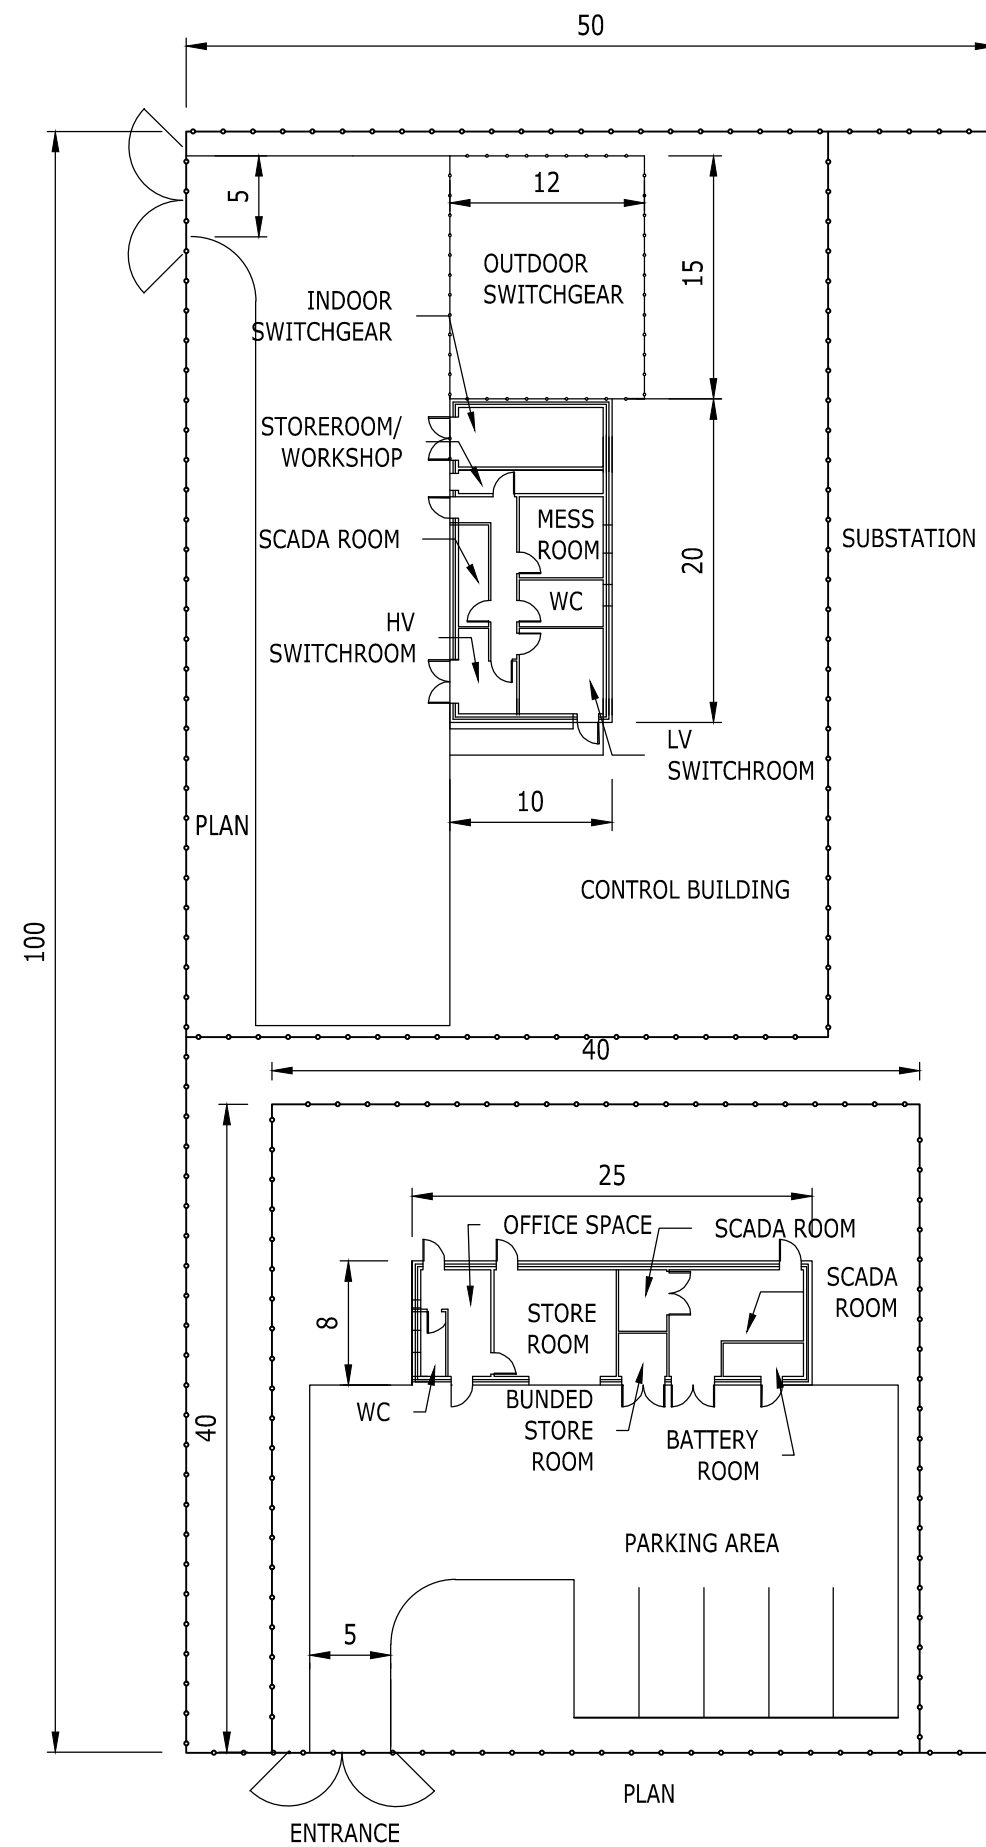 50
5
12
15
OUTDOOR
SWITCHGEAR
INDOOR
SWITCHGEAR
STOREROOM/
WORKSHOP
MESS
ROOM
SCADA ROOM
20
SUBSTATION
WC
HV
SWITCHROOM
LV
SWITCHROOM
10
PLAN
CONTROL BUILDING
100
40
25
OFFICE SPACE
SCADA ROOM
SCADA
ROOM
8
STORE
ROOM
WC
BUNDED
STORE
ROOM
BATTERY
ROOM
40
PARKING AREA
5
PLAN
ENTRANCE